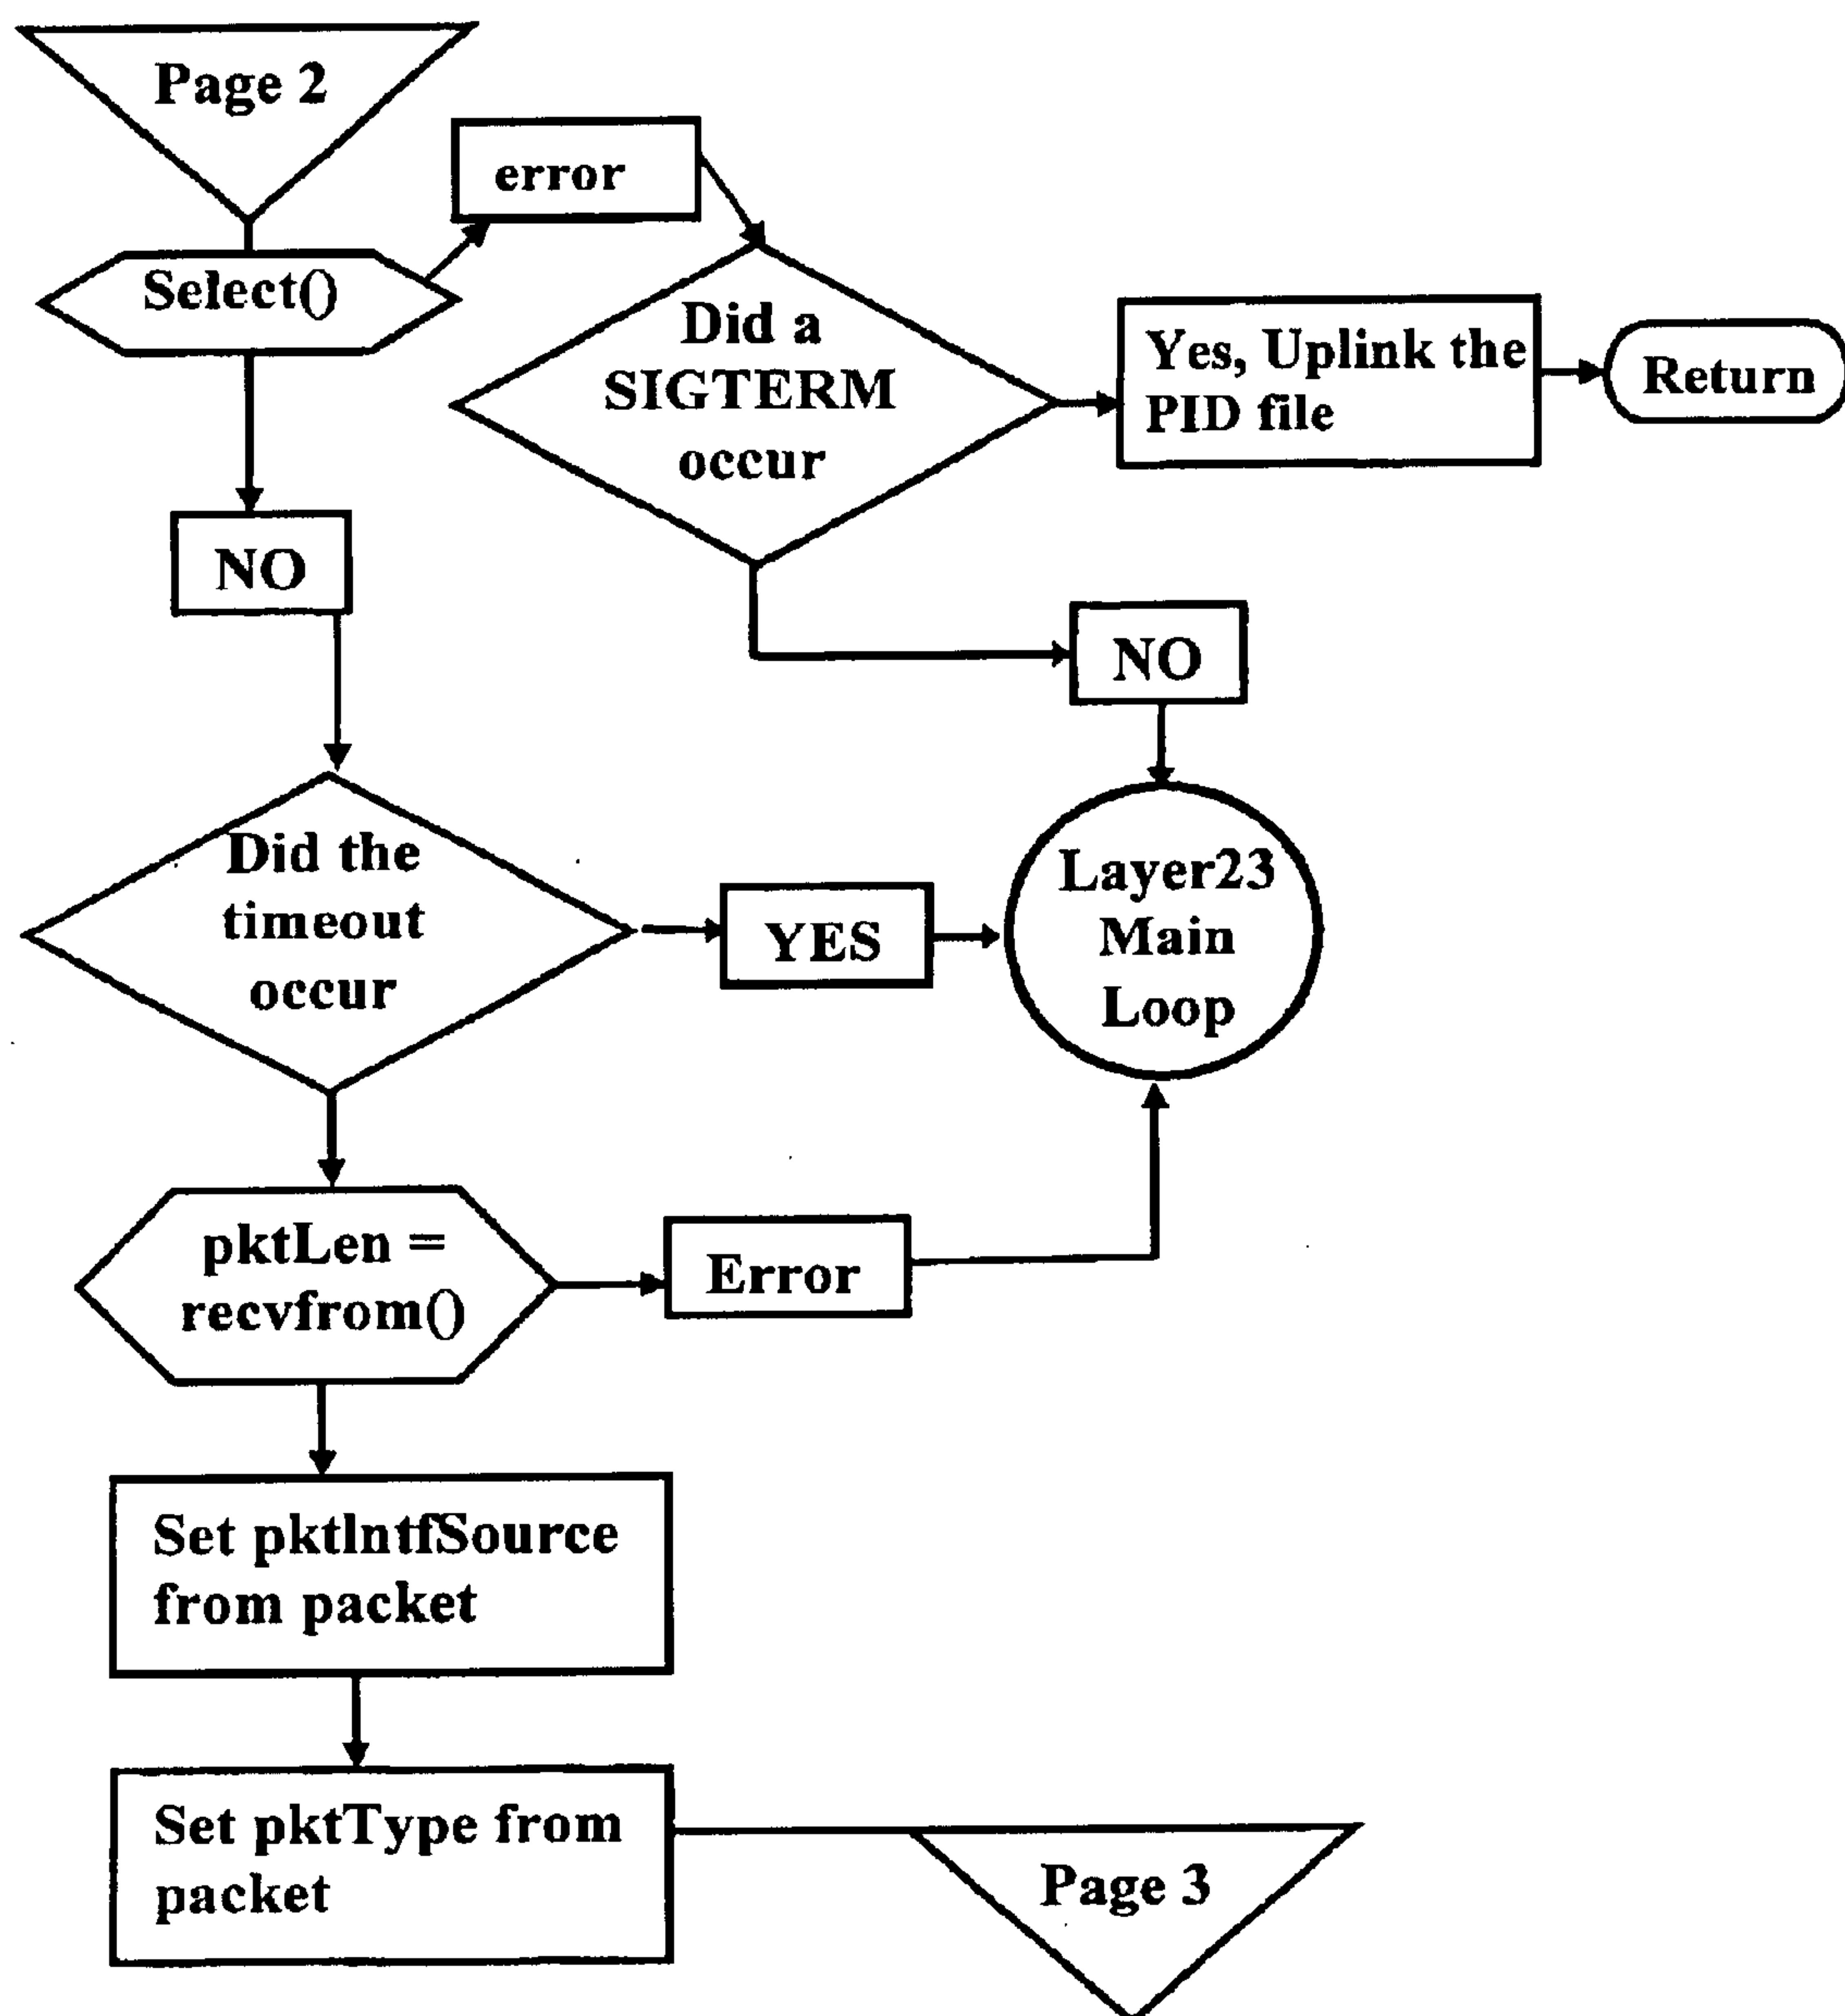 Page 2
error
Select()
Did a
SIGTERM
occur
Yes, Uplink the
PID file
Return
NO
NO
Did the
timeout
occur
YES
Layer23
Main
Loop
pktLen =
recvfrom()
Error
Set pktIntfSource
from packet
Set pktType from
packet
Page 3